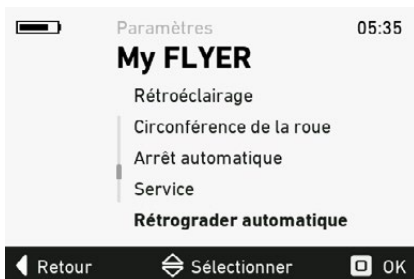 Paramètres 05:35
My FLYER
Rétroéclairage
Circonférence de la roue
Arrêt automatique
Service
Rétrograder automatique
Retour Sélectionner OK